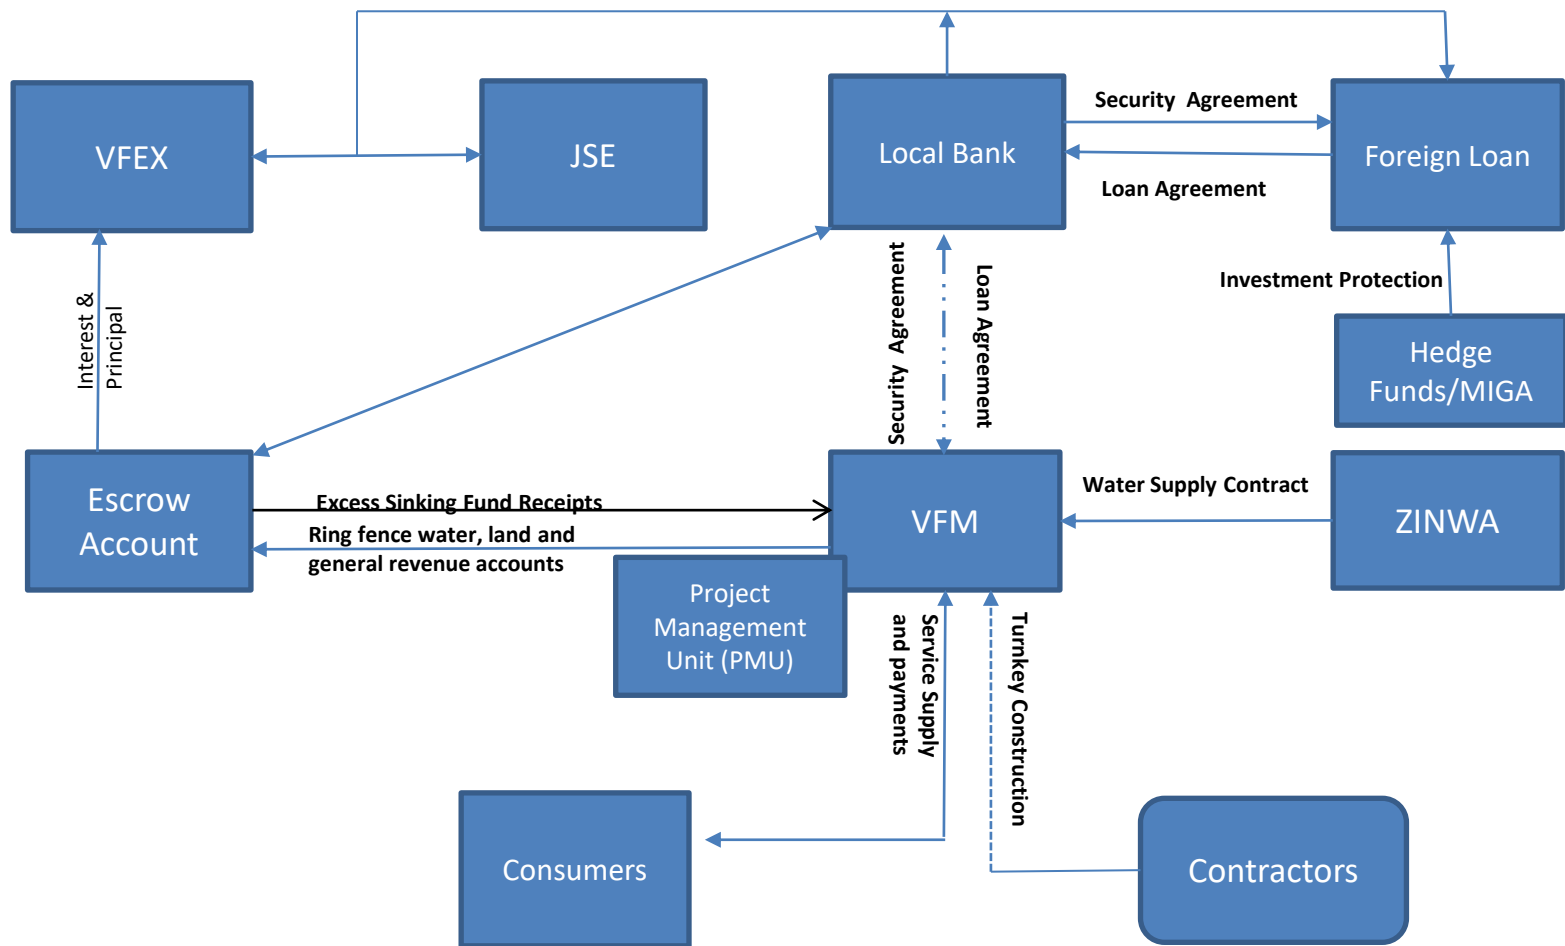 VFEX
JSE
Local Bank
Security Agreement
Loan Agreement
Foreign Loan
Interest &
Principal
Security Agreement
Loan Agreement
Investment Protection
Hedge
Funds/MIGA
Escrow
Account
Excess Sinking Fund Receipts
Ring fence water, land and
general revenue accounts
VFM
Water Supply Contract
ZINWA
Project
Management
Unit (PMU)
Service Supply
and payments
Turnkey Construction
Consumers
Contractors